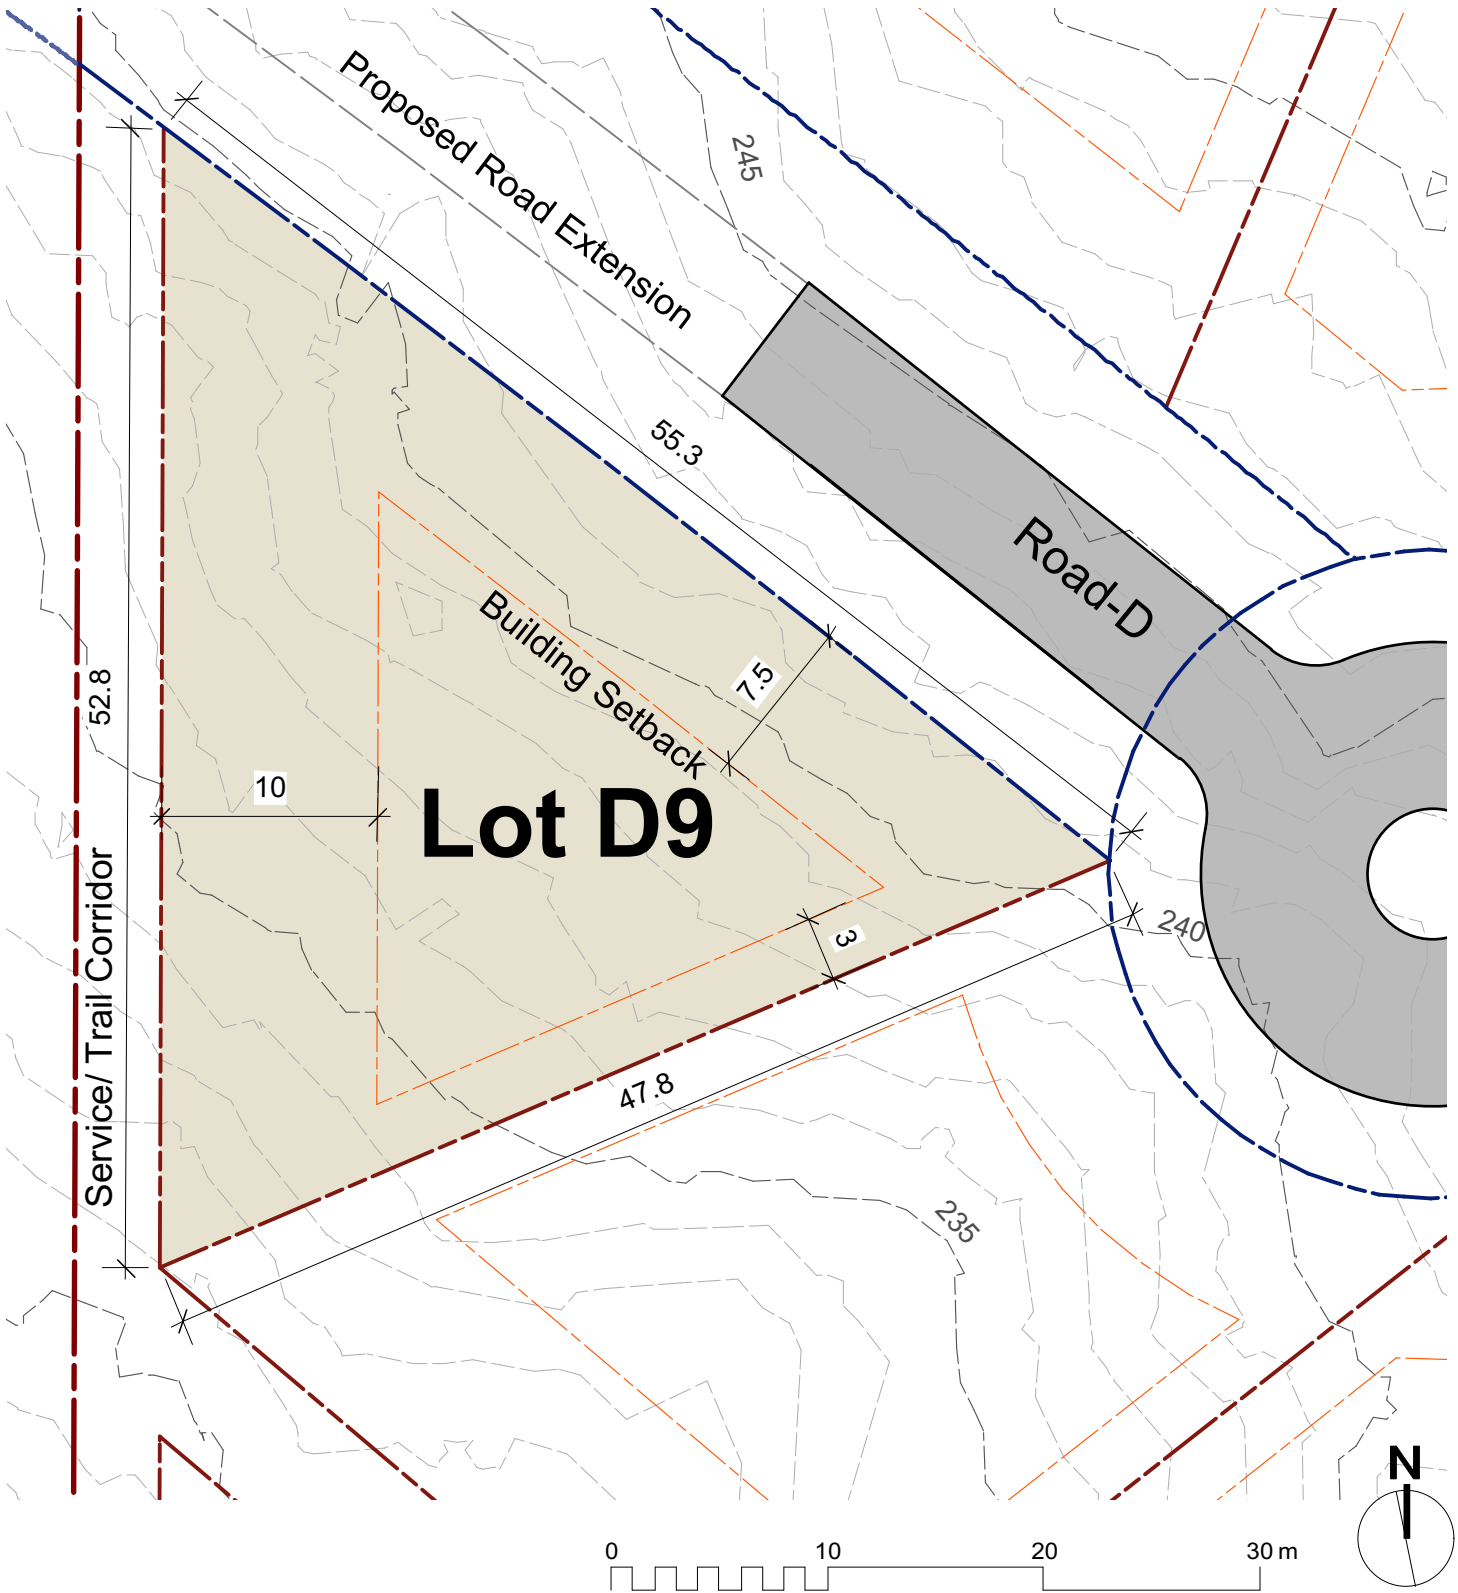 Proposed Road Extension
245
55.3
Road-D
Building Setback
7.5
52.8
10
Lot D9
Service/ Trail Corridor
3
240
47.8
235
N
0 10 20 30 m